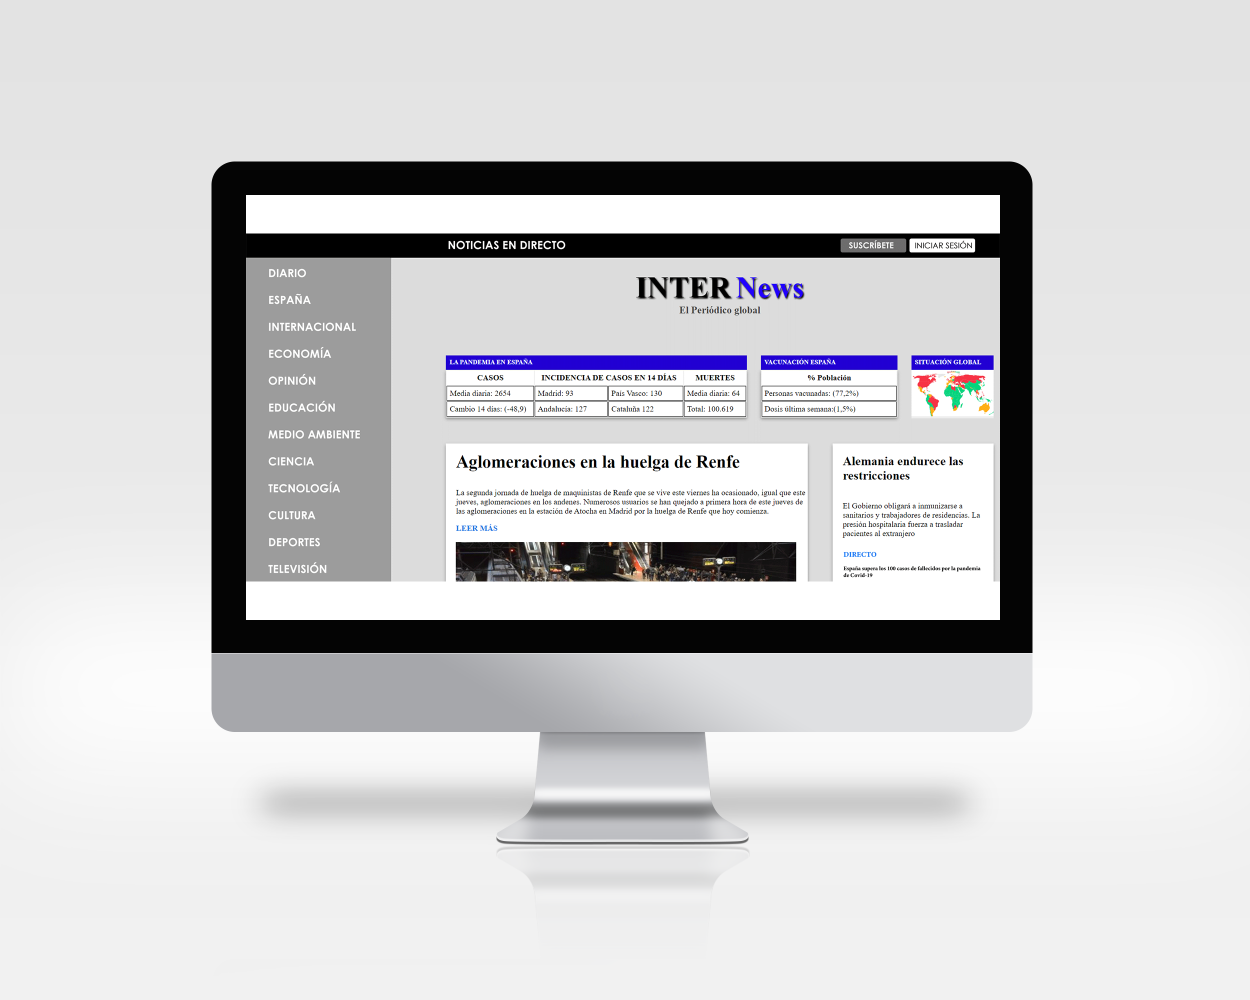 NOTICIAS EN DIRECTO
SUSCRÍBETE
INICIAR SESIÓN
DIARIO
ESPAÑA
INTERNACIONAL
ECONOMÍA
OPINIÓN
EDUCACIÓN
MEDIO AMBIENTE
CIENCIA
TECNOLOGÍA
CULTURA
DEPORTES
TELEVISIÓN
INTER News
El Periódico global
LA PANDEMIA EN ESPAÑA
CASOS INCIDENCIA DE CASOS EN 14 DÍAS MUERTES
Media diaria: 2654 Madrid: 93 País Vasco: 130 Media diaria: 64
Cambio 14 días: (-48,9) Andalucía: 127 Cataluña 122 Total: 100.619
VACUNACIÓN ESPAÑA
% Población
Personas vacuandas: (77,2%)
Dosis última semana:(1,5%)
SITUACIÓN GLOBAL
Aglomeraciones en la huelga de Renfe
La segunda jornada de huelga de maquinistas de Renfe que se vive este viernes ha ocasionado, igual que este
jueves, aglomeraciones en los andenes. Numerosos usuarios se han quejado a primera hora de este jueves de
las aglomeraciones en la estación de Atocha en Madrid por la huelga de Renfe que hoy comienza.
LEER MÁS
Alemania endurece las
restricciones
El Gobierno obligará a inmunizarse a
sanitarios y trabajadores de residencias. La
presión hospitalaria fuerza a trasladar
pacientes al extranjero
DIRECTO
España supera los 100 casos de fallecidos por la pandemia
de Covid-19